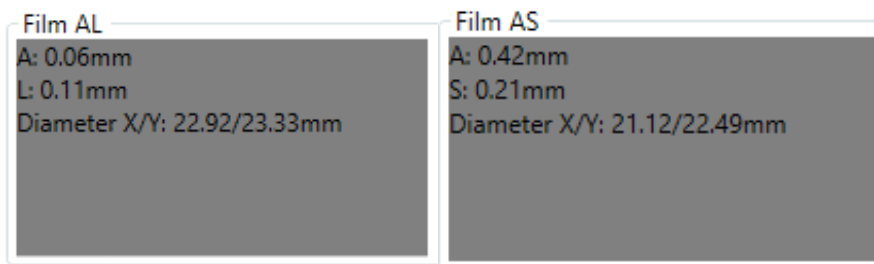 Film AL
A: 0.06mm
L: 0.11mm
Diameter X/Y: 22.92/23.33mm
Film AS
A: 0.42mm
S: 0.21mm
Diameter X/Y: 21.12/22.49mm